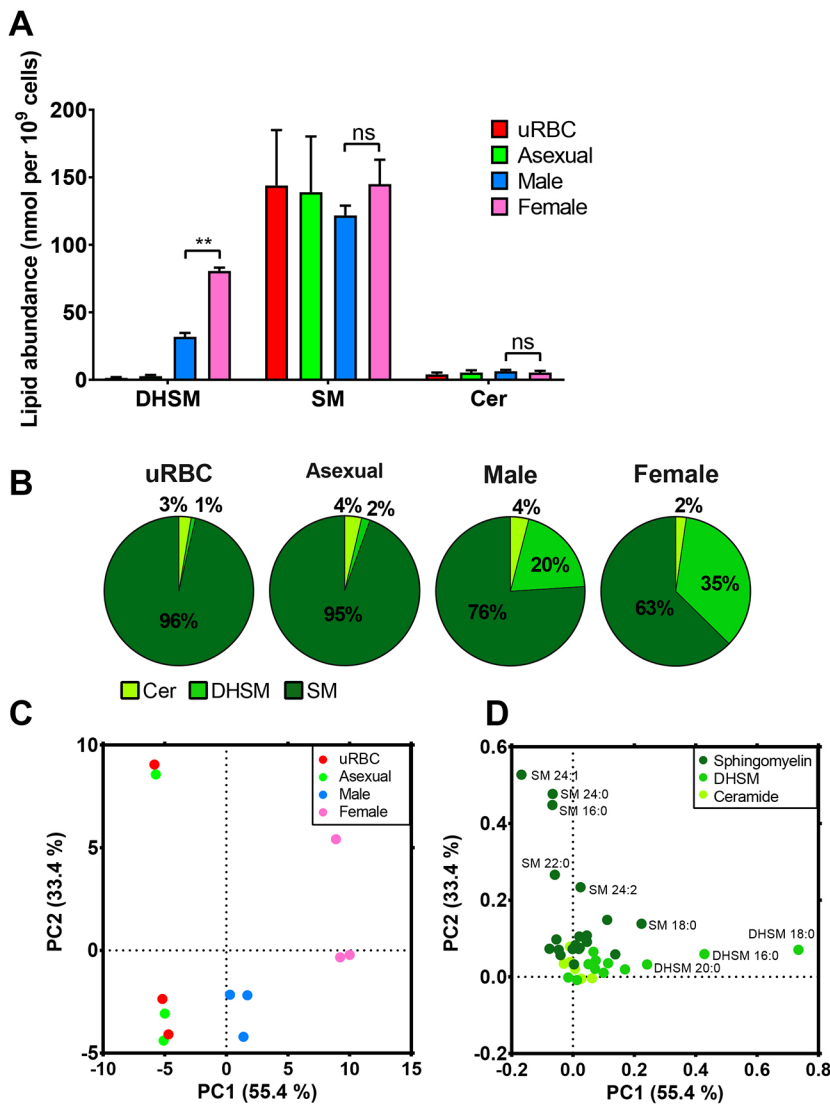 A
Lipid abundance (nmol per 10⁹ cells)
200
150
100
50
0
**
ns
ns
uRBC
Asexual
Male
Female
DHSM
SM
Cer
B
uRBC
Asexual
Male
Female
3%
1%
96%
4%
2%
95%
4%
20%
76%
2%
35%
63%
Cer
DHSM
SM
C
PC2 (33.4 %)
10
5
0
-5
-10
-5
0
5
10
15
PC1 (55.4 %)
uRBC
Asexual
Male
Female
D
PC2 (33.4 %)
0.6
0.4
0.2
0.0
-0.2
-0.2
0.0
0.2
0.4
0.6
0.8
PC1 (55.4 %)
Sphingomyelin
DHSM
Ceramide
SM 24:1
SM 24:0
SM 16:0
SM 22:0
SM 24:2
SM 18:0
DHSM 18:0
DHSM 16:0
DHSM 20:0